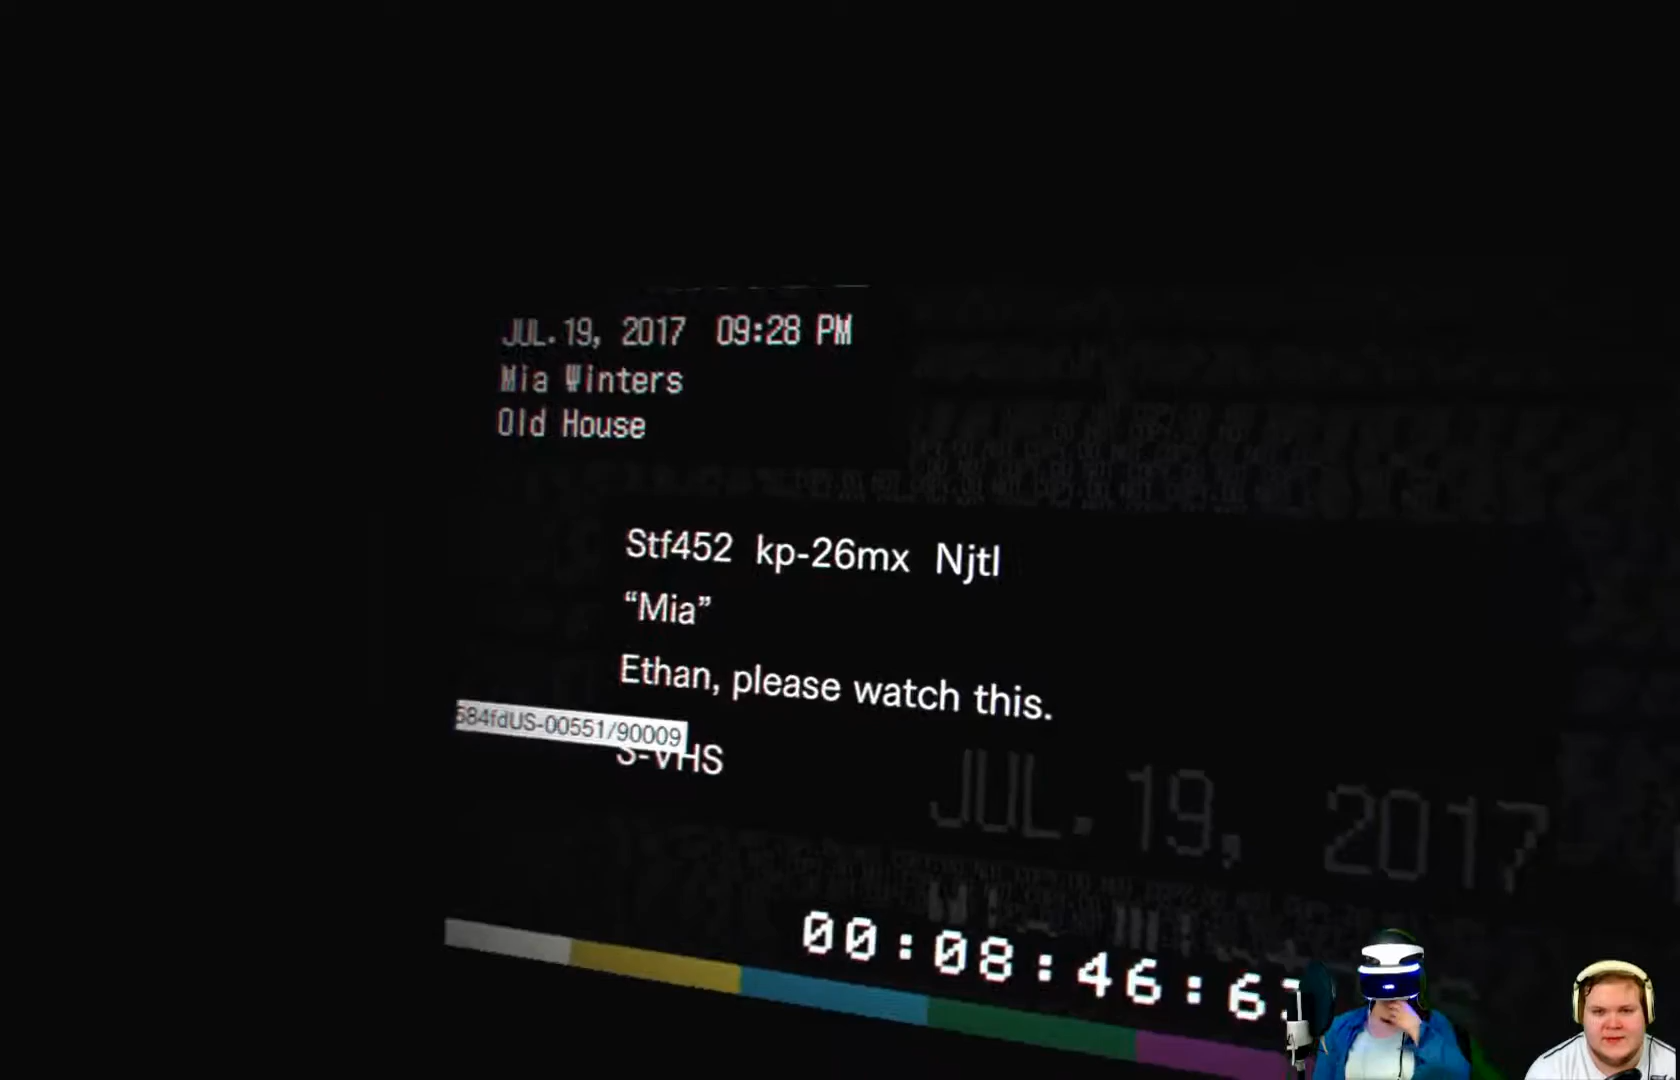 JUL.19, 2017 09:28 PM
Mia Winters
Old House
Stf452 kp-26mx Njtl
“Mia”
Ethan, please watch this.
584fdUS-00551/90009
S-VHS
JUL.19, 2017
00:08:46:6